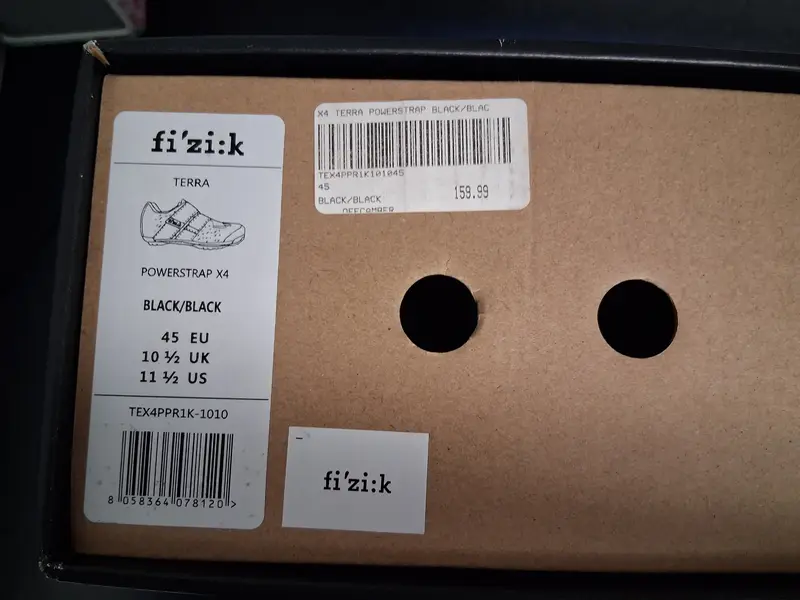 fi'zi:k
TERRA
POWERSTRAP X4
BLACK/BLACK
45 EU
10 ½ UK
11 ½ US
TEX4PPR1K-1010
8 058364 078120 >
X4 TERRA POWERSTRAP BLACK/BLAC
TEX4PPR1K101045
45
159.99
BLACK/BLACK
fi'zi:k